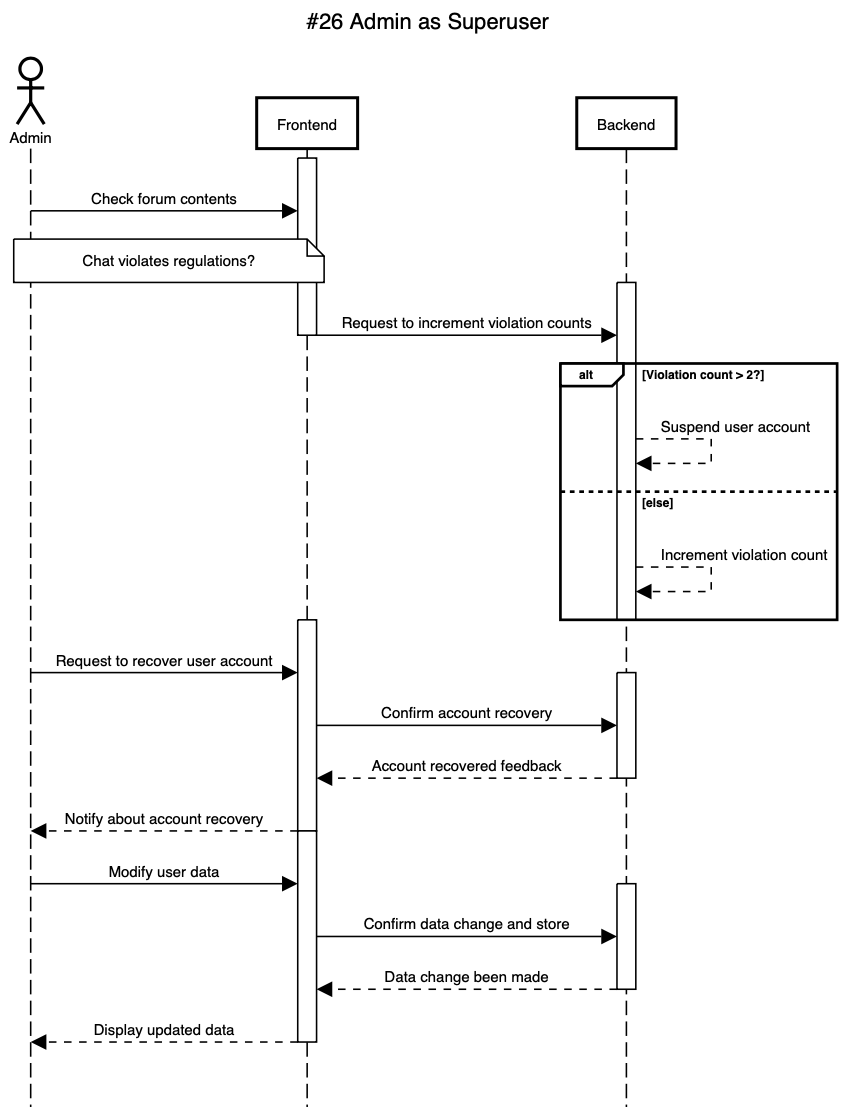 #26 Admin as Superuser
Admin
Frontend
Backend
Check forum contents
Chat violates regulations?
Request to increment violation counts
alt
[Violation count > 2?]
Suspend user account
[else]
Increment violation count
Request to recover user account
Confirm account recovery
Account recovered feedback
Notify about account recovery
Modify user data
Confirm data change and store
Data change been made
Display updated data